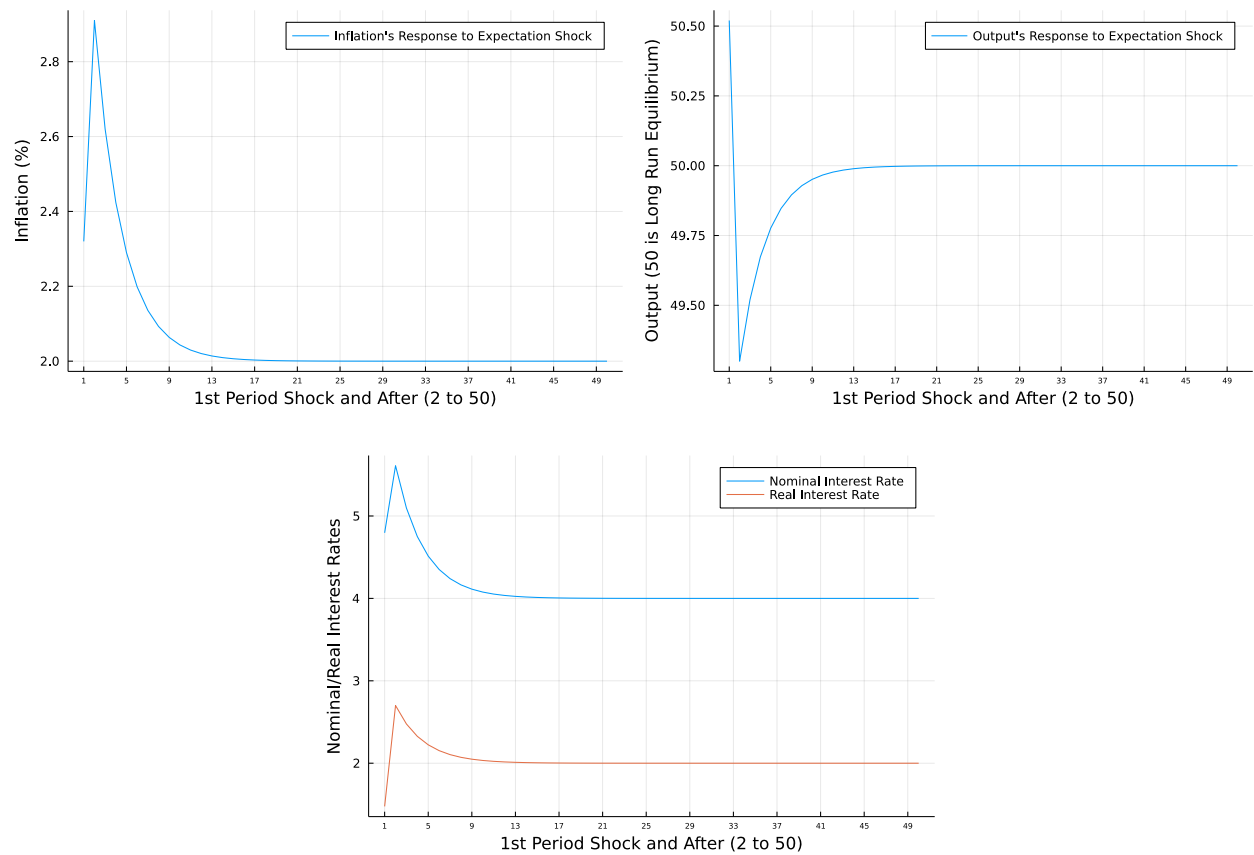 Inflation's Response to Expectation Shock
2.8
2.6
2.4
2.2
2.0
Inflation (%)
1 5 9 13 17 21 25 29 33 37 41 45 49
1st Period Shock and After (2 to 50)
Output's Response to Expectation Shock
50.50
50.25
50.00
49.75
49.50
Output (50 is Long Run Equilibrium)
1 5 9 13 17 21 25 29 33 37 41 45 49
1st Period Shock and After (2 to 50)
Nominal Interest Rate
Real Interest Rate
5
4
3
2
Nominal/Real Interest Rates
1 5 9 13 17 21 25 29 33 37 41 45 49
1st Period Shock and After (2 to 50)